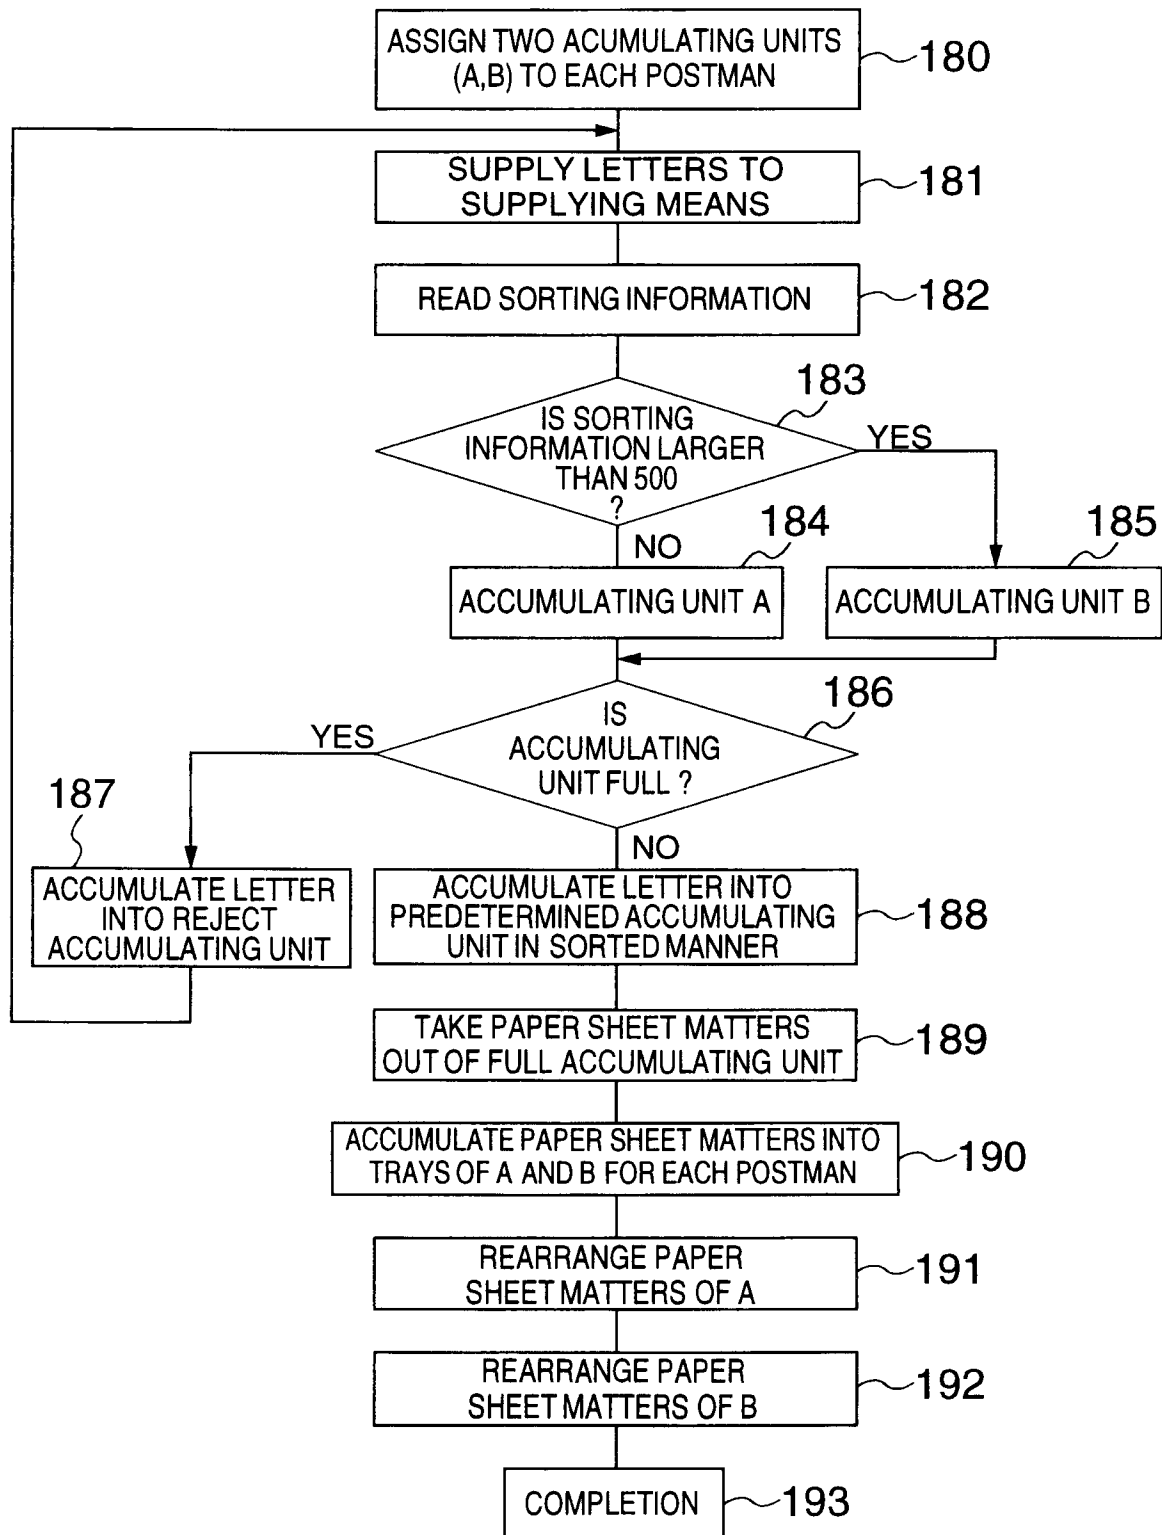 ASSIGN TWO ACUMULATING UNITS
(A,B) TO EACH POSTMAN
180
SUPPLY LETTERS TO
SUPPLYING MEANS
181
READ SORTING INFORMATION
182
183
IS SORTING
INFORMATION LARGER
THAN 500
?
YES
NO
184
185
ACCUMULATING UNIT A
ACCUMULATING UNIT B
186
IS
ACCUMULATING
UNIT FULL ?
YES
NO
187
ACCUMULATE LETTER
INTO REJECT
ACCUMULATING UNIT
ACCUMULATE LETTER INTO
PREDETERMINED ACCUMULATING
UNIT IN SORTED MANNER
188
TAKE PAPER SHEET MATTERS
OUT OF FULL ACCUMULATING UNIT
189
ACCUMULATE PAPER SHEET MATTERS INTO
TRAYS OF A AND B FOR EACH POSTMAN
190
REARRANGE PAPER
SHEET MATTERS OF A
191
REARRANGE PAPER
SHEET MATTERS OF B
192
COMPLETION
193